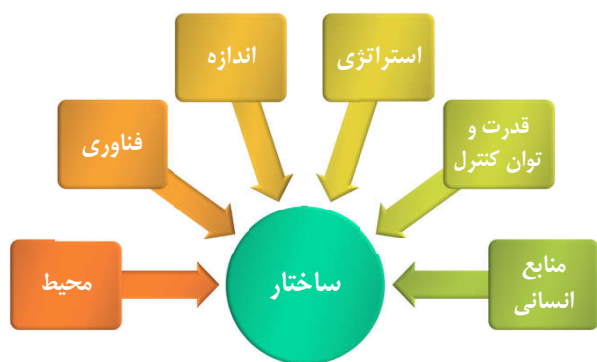 استراتژی
اندازه
قدرت و
توان کنترل
فناوری
منابع
انسانی
ساختار
محیط